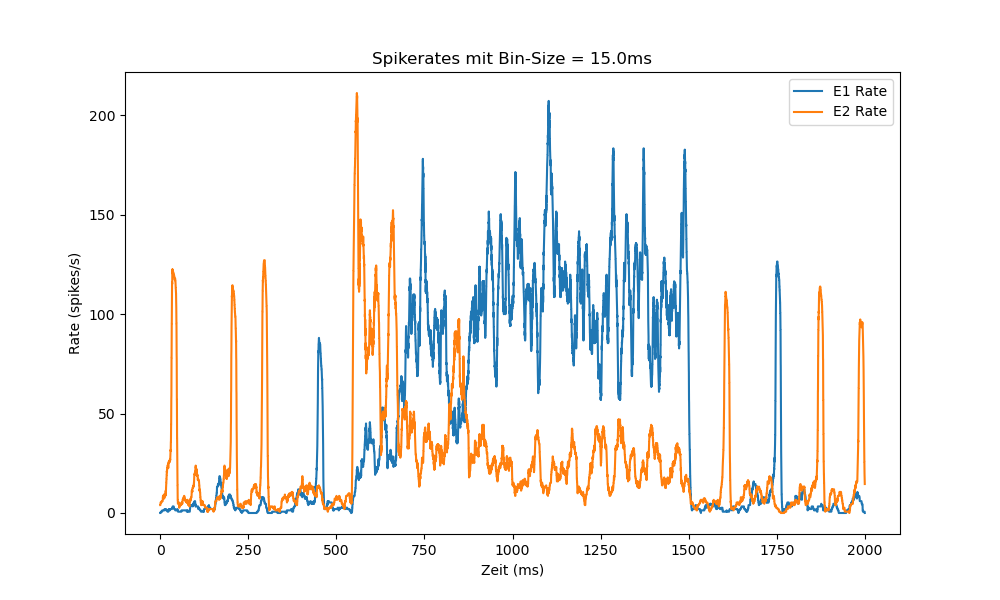 Spikerates mit Bin-Size = 15.0ms
E1 Rate
E2 Rate
Rate (spikes/s)
200
150
100
50
0
0 250 500 750 1000 1250 1500 1750 2000
Zeit (ms)